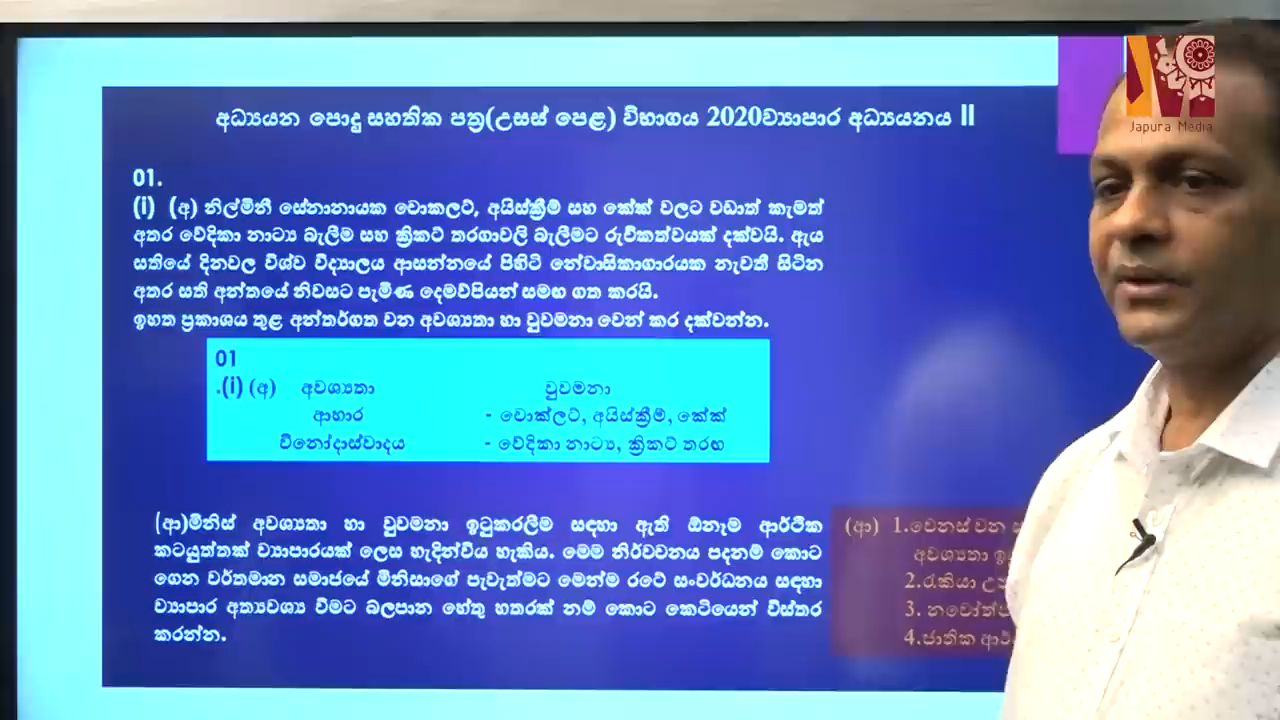 අධ්‍යයන පොදු සහතික පත්‍ර(උසස් පෙළ) විභාගය 2020ව්‍යාපාර අධ්‍යයනය II
Japura Media
01.
(i) (අ) නිල්මිනී සේනානායක චොකලට්, අයිස්ක්‍රීම් සහ කේක් වලට වඩාත් කැමත්
අතර වේදිකා නාට්‍ය බැලීම සහ ක්‍රිකට් තරගාවලි බැලීමට රුචිකත්වයක් දක්වයි. ඇය
සතියේ දිනවල විශ්ව විද්‍යාලය ආසන්නයේ පිහිටි නේවාසිකාගාරයක නැවතී සිටින
අතර සති අන්තයේ නිවසට පැමිණ දෙමව්පියන් සමඟ ගත කරයි.
ඉහත ප්‍රකාශය තුළ අන්තර්ගත වන අවශ්‍යතා හා වුවමනා වෙන් කර දක්වන්න.
01
.(i) (අ) අවශ්‍යතා වුවමනා
ආහාර - චොක්ලට්, අයිස්ක්‍රීම්, කේක්
විනෝදාස්වාදය - වේදිකා නාට්‍ය, ක්‍රිකට් තරඟ
(ආ)මිනිස් අවශ්‍යතා හා වුවමනා ඉටුකරලීම සඳහා ඇති ඕනෑම ආර්ථික
කටයුත්තක් ව්‍යාපාරයක් ලෙස හැදින්විය හැකිය. මෙම නිර්වචනය පදනම් කොට
ගෙන වර්තමාන සමාජයේ මිනිසාගේ පැවැත්මට මෙන්ම රටේ සංවර්ධනය සඳහා
ව්‍යාපාර අත්‍යවශ්‍ය වීමට බලපාන හේතු හතරක් නම් කොට කෙටියෙන් විස්තර
කරන්න.
(ආ) 1.වෙනස් වන
අවශ්‍යතා
2.රැකියා
3.
4.ජාතික